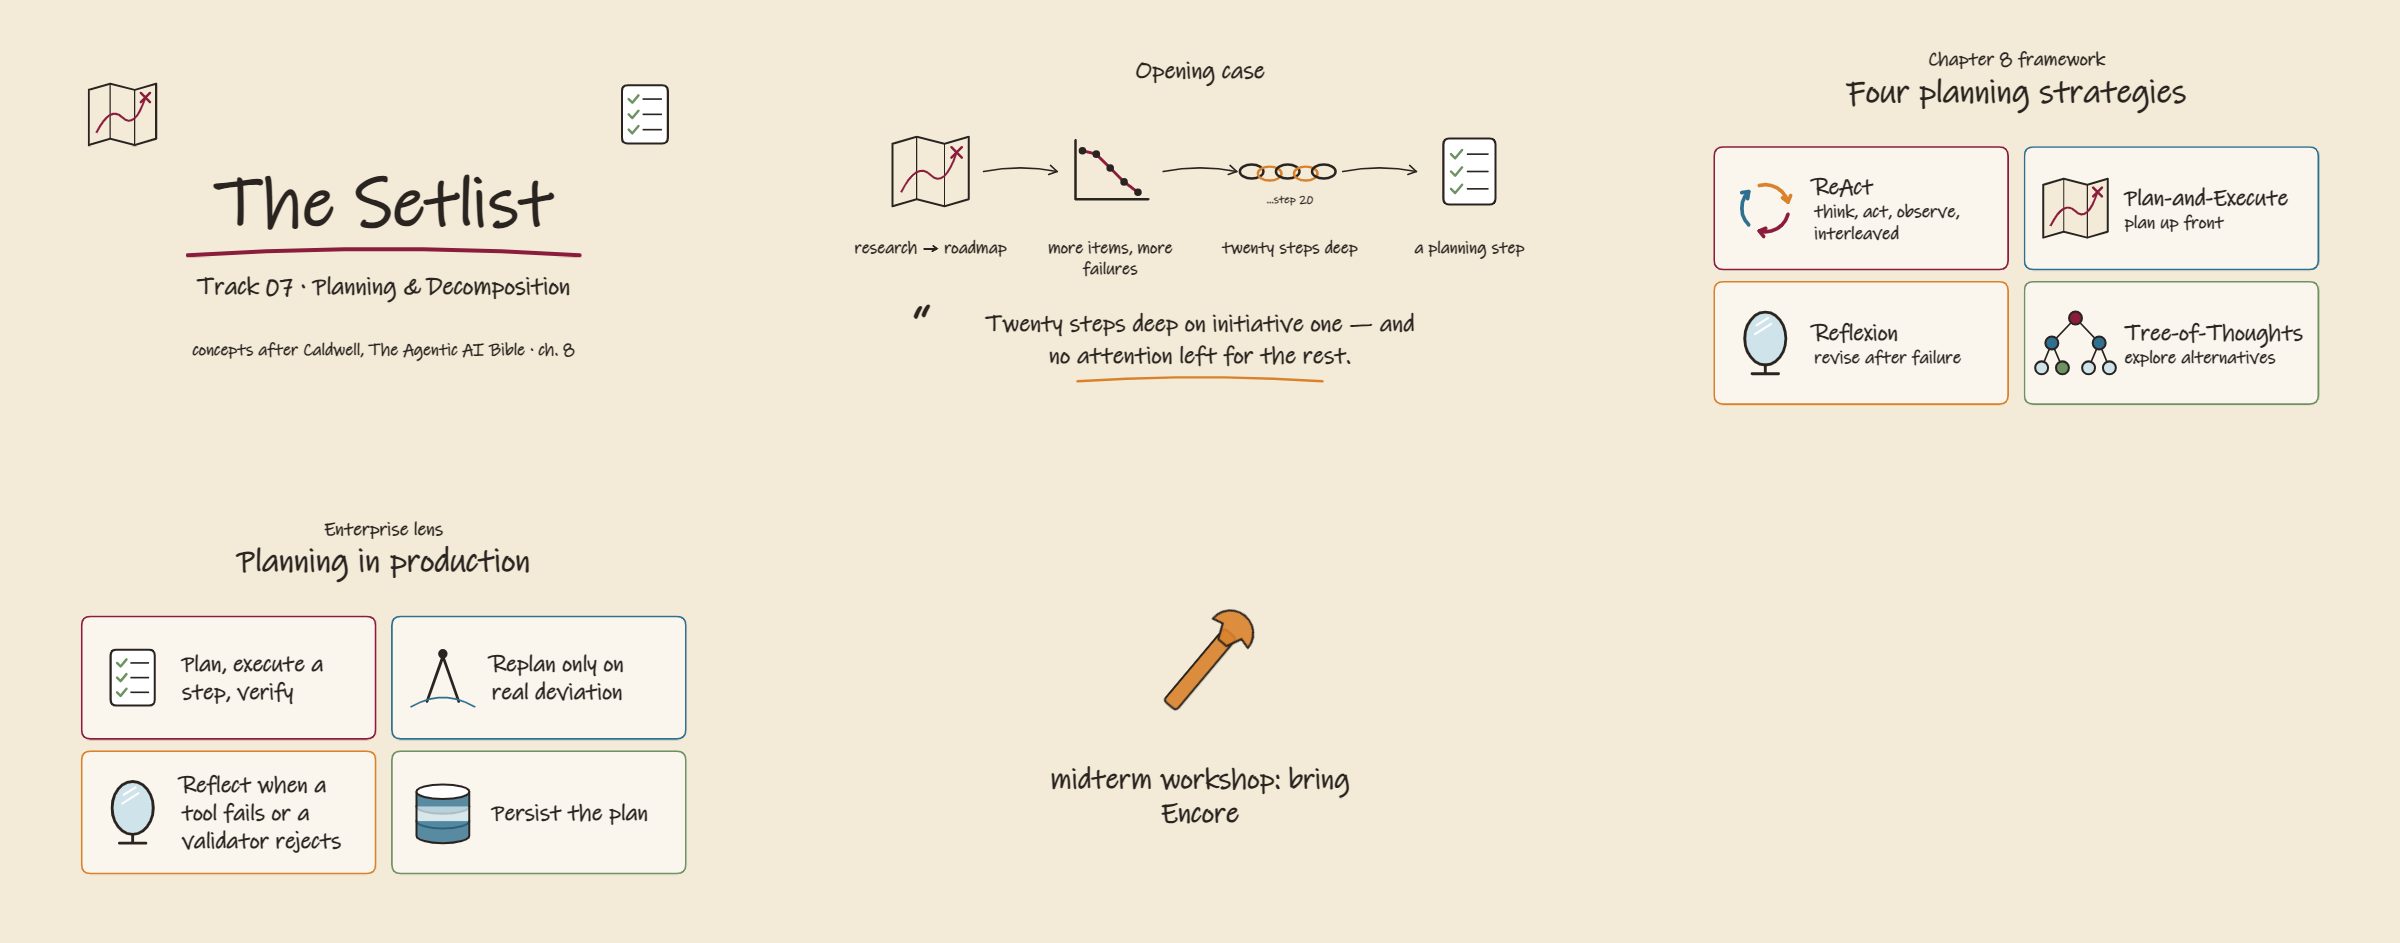 The Setlist
Track 07 · Planning & Decomposition
concepts after Caldwell, The Agentic AI Bible · ch. 8
Opening case
...step 20
research → roadmap
more items, more
failures
twenty steps deep
a planning step
“
Twenty steps deep on initiative one — and
no attention left for the rest.
Chapter 8 framework
Four planning strategies
ReAct
think, act, observe,
interleaved
Plan-and-Execute
plan up front
Reflexion
revise after failure
Tree-of-Thoughts
explore alternatives
Enterprise lens
Planning in production
Plan, execute a
step, verify
Replan only on
real deviation
Reflect when a
tool fails or a
validator rejects
Persist the plan
midterm workshop: bring
Encore